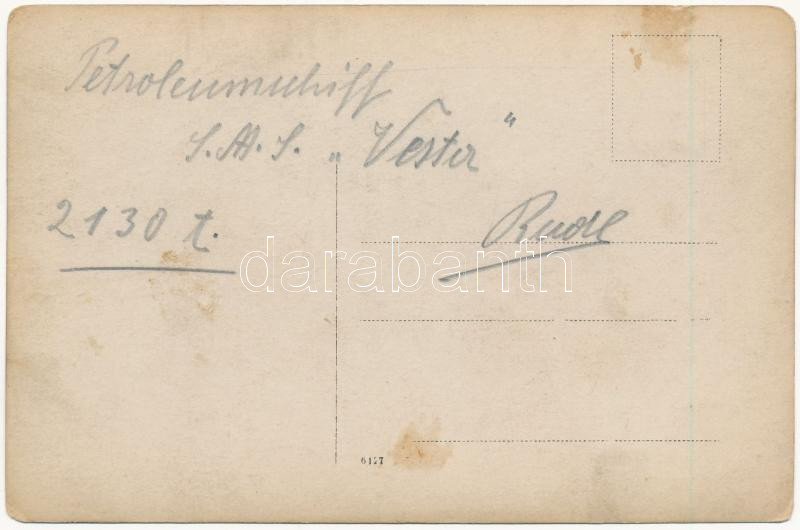 Petroleumschiff
S.M.S. „Vesta“
2130 t.
Rudl
darabanth
6127